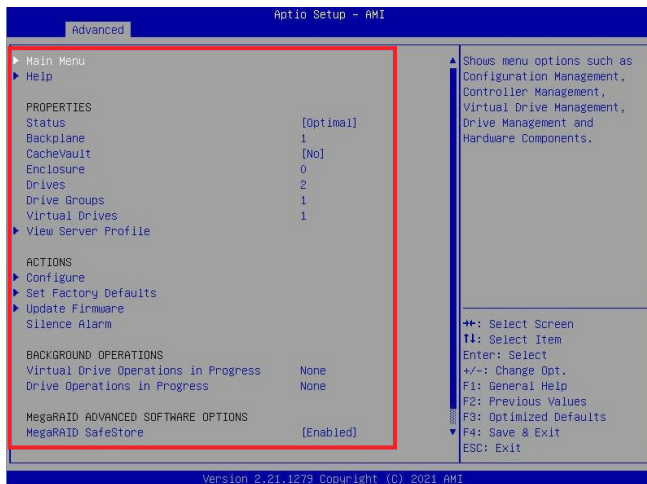 Aptio Setup – AMI
Advanced
Main Menu
Help
PROPERTIES
Status [Optimal]
Backplane 1
CacheVault [No]
Enclosure 0
Drives 2
Drive Groups 1
Virtual Drives 1
View Server Profile
ACTIONS
Configure
Set Factory Defaults
Update Firmware
Silence Alarm
BACKGROUND OPERATIONS
Virtual Drive Operations in Progress None
Drive Operations in Progress None
MegaRAID ADVANCED SOFTWARE OPTIONS
MegaRAID SafeStore [Enabled]
Shows menu options such as
Configuration Management,
Controller Management,
Virtual Drive Management,
Drive Management and
Hardware Components.
→←: Select Screen
↑↓: Select Item
Enter: Select
+/-: Change Opt.
F1: General Help
F2: Previous Values
F3: Optimized Defaults
F4: Save & Exit
ESC: Exit
Version 2.21.1279 Copyright (C) 2021 AMI